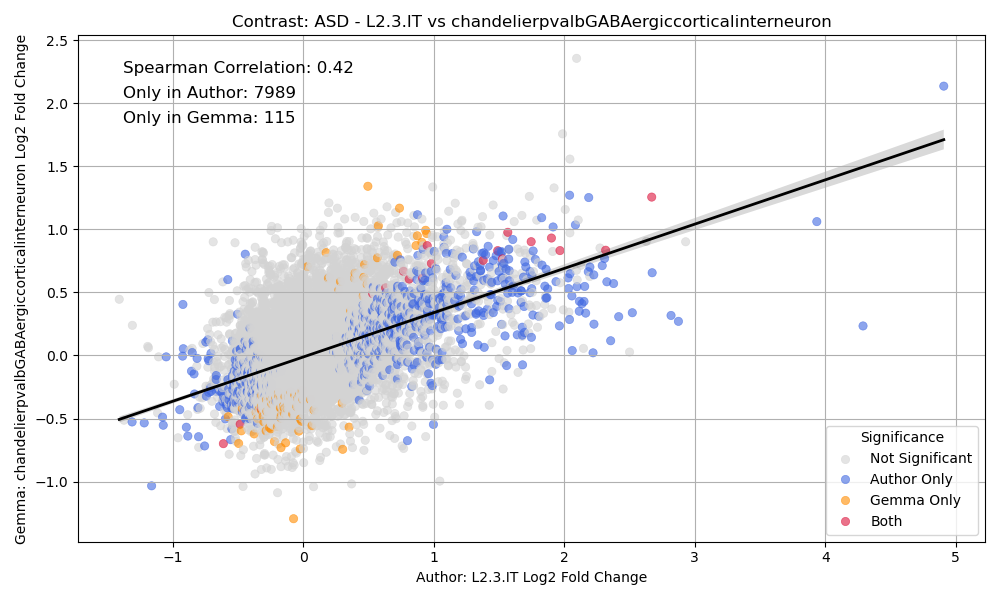 Contrast: ASD - L2.3.IT vs chandelierpvalbGABAergiccorticalinterneuron
Gemma: chandelierpvalbGABAergiccorticalinterneuron Log2 Fold Change
2.5
2.0
1.5
1.0
0.5
0.0
−0.5
−1.0
Spearman Correlation: 0.42
Only in Author: 7989
Only in Gemma: 115
Significance
Not Significant
Author Only
Gemma Only
Both
−1
0
1
2
3
4
5
Author: L2.3.IT Log2 Fold Change